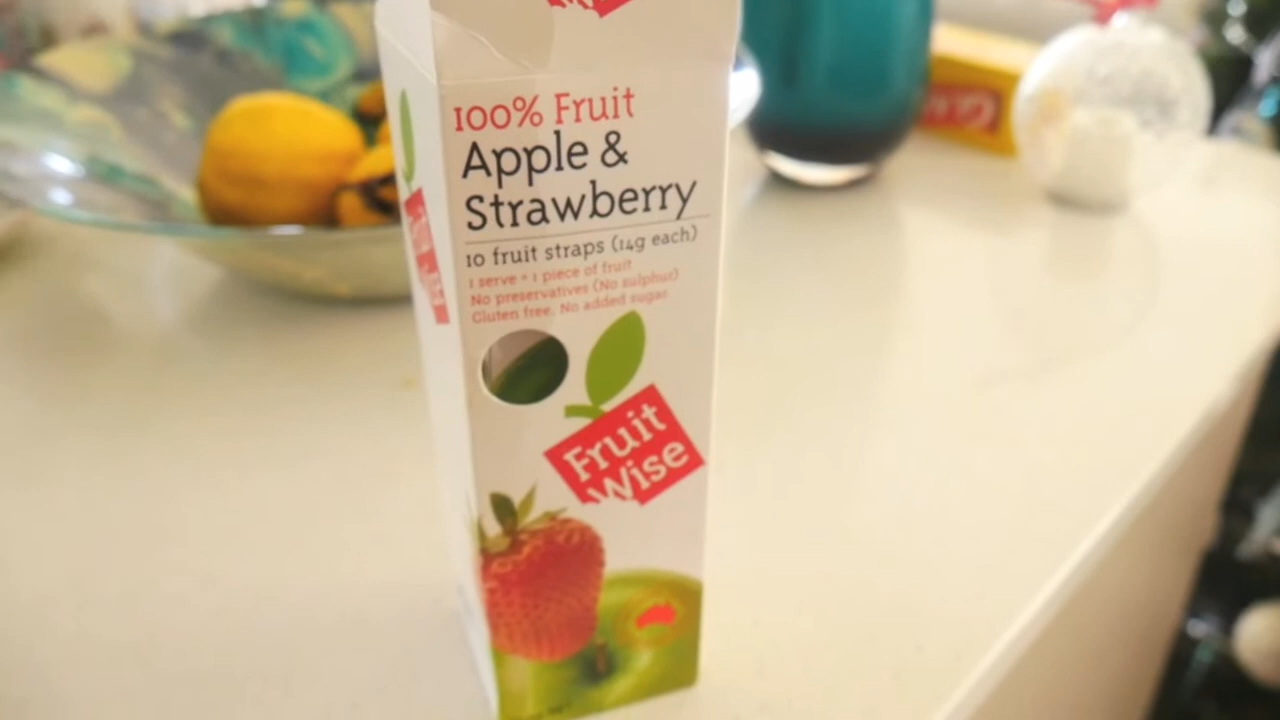 100% Fruit
Apple &
Strawberry
10 fruit straps (14g each)
1 serve = 1 piece of fruit
No preservatives (No sulphur)
Gluten free. No added sugar
Fruit
Wise